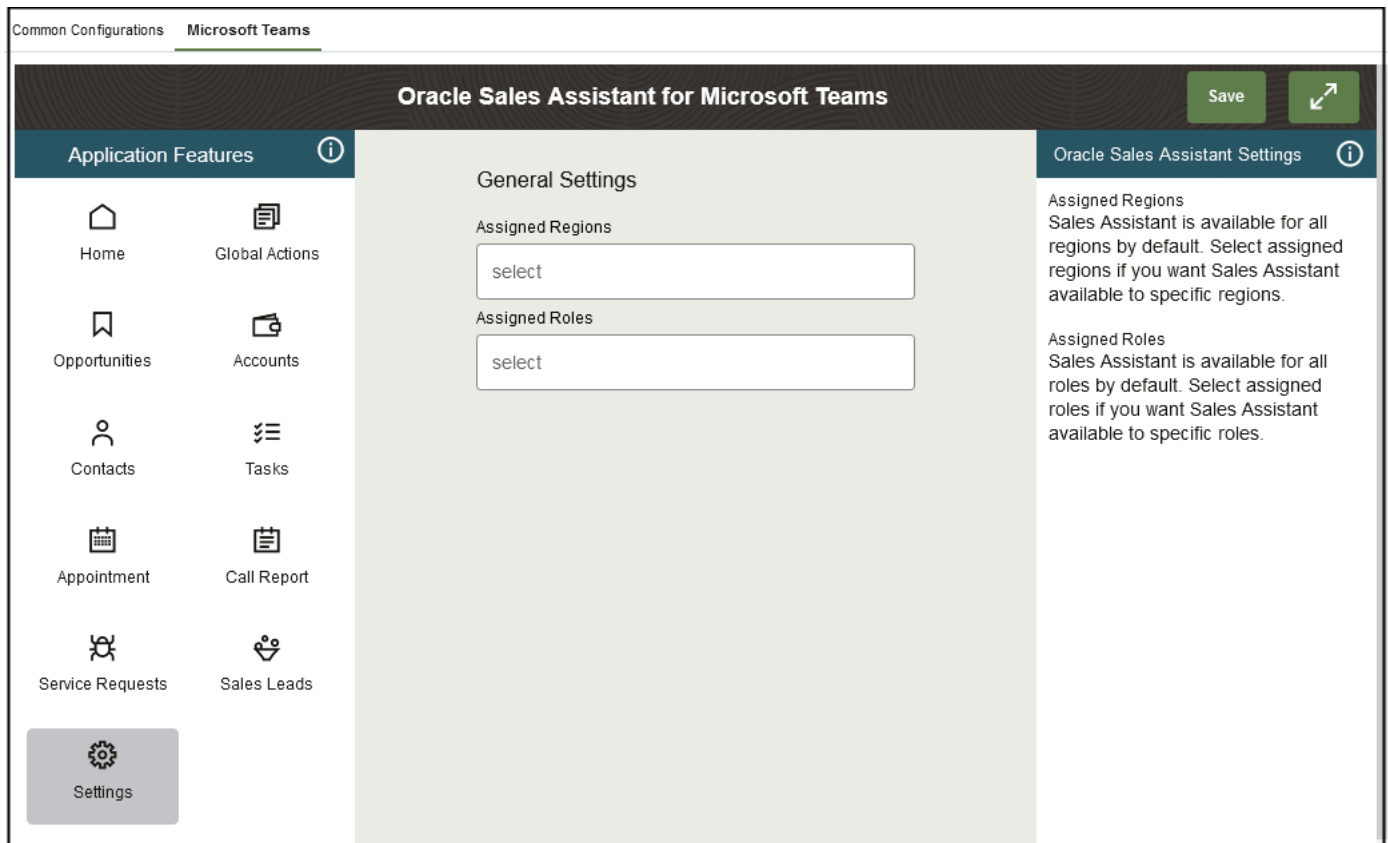 Common Configurations Microsoft Teams
Oracle Sales Assistant for Microsoft Teams
Save
Application Features
Home
Global Actions
Opportunities
Accounts
Contacts
Tasks
Appointment
Call Report
Service Requests
Sales Leads
Settings
General Settings
Assigned Regions
select
Assigned Roles
select
Oracle Sales Assistant Settings
Assigned Regions
Sales Assistant is available for all
regions by default. Select assigned
regions if you want Sales Assistant
available to specific regions.
Assigned Roles
Sales Assistant is available for all
roles by default. Select assigned
roles if you want Sales Assistant
available to specific roles.